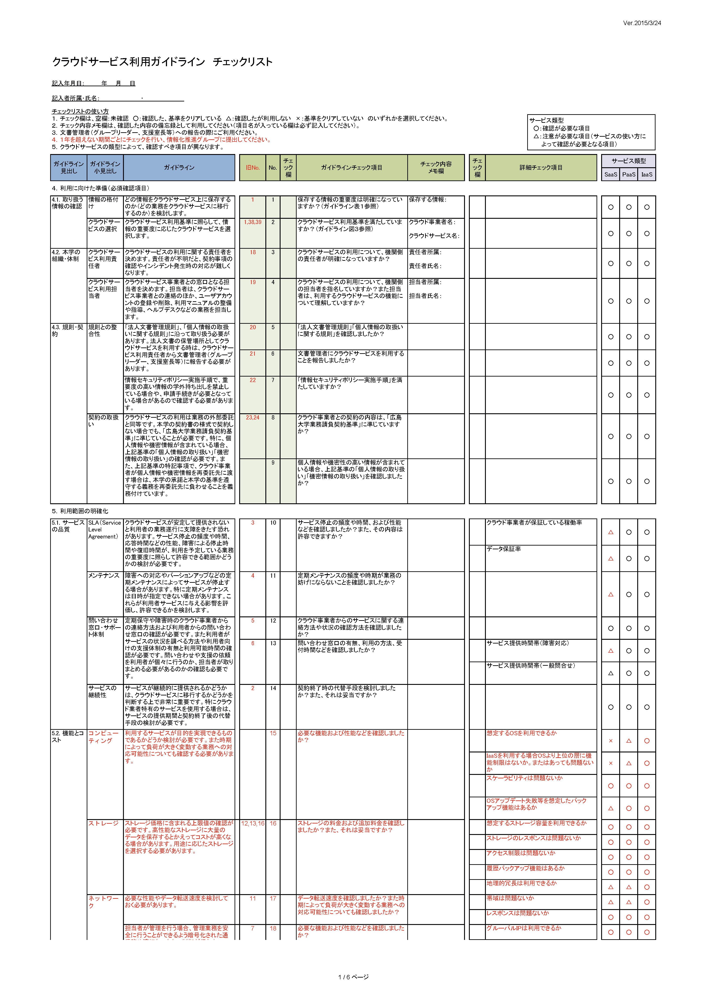 Ver.2015/3/24
クラウドサービス利用ガイドライン　チェックリスト
記入年月日:　　年　月　日
記入者所属・氏名:　　　　　・
チェックリストの使い方
1. チェック欄は、空欄:未確認　○:確認した、基準をクリアしている　△:確認したが利用しない　×:基準をクリアしていない　のいずれかを選択してください。
2. チェック内容メモ欄は、確認した内容の備忘録として利用してください(項目名が入っている欄は必ず記入してください)。
3. 文書管理者(グループリーダー、支援室長等)への報告の際にご利用ください。
4. 1年を超えない期間ごとにチェックを行い、情報化推進グループに提出してください。
5. クラウドサービスの類型によって、確認すべき項目が異なります。
サービス類型
○:確認が必要な項目
△:注意が必要な項目(サービスの使い方に
よって確認が必要となる項目)
ガイドライン
見出し
ガイドライン
小見出し
ガイドライン
旧No.
No.
チェ
ック
欄
ガイドラインチェック項目
チェック内容
メモ欄
チェ
ック
欄
詳細チェック項目
サービス類型
SaaS PaaS IaaS
4. 利用に向けた準備(必須確認項目)
4.1. 取り扱う
情報の確認
情報の格付
け
どの情報をクラウドサービス上に保存する
のか(どの業務をクラウドサービスに移行
するのか)を検討します。
1
1
保存する情報の重要度は明確になってい
ますか?(ガイドライン表1参照)
保存する情報:
○ ○ ○
クラウドサー
ビスの選択
クラウドサービス利用基準に照らして、情
報の重要度に応じたクラウドサービスを選
択します。
1,38,39
2
クラウドサービス利用基準を満たしていま
すか?(ガイドライン図3参照)
クラウド事業者名:
クラウドサービス名:
○ ○ ○
4.2. 本学の
組織・体制
クラウドサー
ビス利用責
任者
クラウドサービスの利用に関する責任者を
決めます。責任者が不明だと、契約事項の
確認やインシデント発生時の対応が難しく
なります。
18
3
クラウドサービスの利用について、機関側
の責任者が明確になっていますか?
責任者所属:
責任者氏名:
○ ○ ○
クラウドサー
ビス利用担
当者
クラウドサービス事業者との窓口となる担
当者を決めます。担当者は、クラウドサー
ビス事業者との連絡のほか、ユーザアカウ
ントの登録や削除、利用マニュアルの整備
や指導、ヘルプデスクなどの業務を担当し
ます。
19
4
クラウドサービスの利用について、機関側
の担当者を指名していますか?また担当
者は、利用するクラウドサービスの機能に
ついて理解していますか?
担当者所属:
担当者氏名:
○ ○ ○
4.3. 規則・契
約
規則との整
合性
「法人文書管理規則」、「個人情報の取扱
いに関する規則」に沿って取り扱う必要が
あります。法人文書の保管場所としてクラ
ウドサービスを利用する時は、クラウドサー
ビス利用責任者から文書管理者(グループ
リーダー、支援室長等)に報告する必要が
あります。
20
5
「法人文書管理規則」「個人情報の取扱い
に関する規則」を確認しましたか?
○ ○ ○
21
6
文書管理者にクラウドサービスを利用する
ことを報告しましたか?
○ ○ ○
情報セキュリティポリシー実施手順で、重
要度の高い情報の学外持ち出しを禁止し
ている場合や、申請手続きが必要となって
いる場合があるので確認する必要がありま
す。
22
7
「情報セキュリティポリシー実施手順」を満
たしていますか?
○ ○ ○
契約の取扱
い
クラウドサービスの利用は業務の外部委託
と同等です。本学の契約書の様式で契約し
ない場合でも、「広島大学業務請負契約基
準」に準じていることが必要です。特に、個
人情報や機密情報が含まれている場合、
上記基準の「個人情報の取り扱い」「機密
情報の取り扱い」の確認が必要です。ま
た、上記基準の特記事項で、クラウド事業
者が個人情報や機密情報を再委託先に渡
す場合は、本学の承諾と本学の基準を遵
守する義務を再委託先に負わせることを義
務付けています。
23,24
8
クラウド事業者との契約の内容は、「広島
大学業務請負契約基準」に準じています
か?
○ ○ ○
9
個人情報や機密性の高い情報が含まれて
いる場合、上記基準の「個人情報の取り扱
い」「機密情報の取り扱い」を確認しました
か?
○ ○ ○
5. 利用範囲の明確化
5.1. サービス
の品質
SLA(Service
Level
Agreement)
クラウドサービスが安定して提供されない
と利用者の業務遂行に支障をきたす恐れ
があります。サービス停止の頻度や時間、
応答時間などの性能、障害による停止時
間や復旧時間が、利用を予定している業務
の重要度に照らして許容できる範囲かどう
かの検討が必要です。
3
10
サービス停止の頻度や時間、および性能
などを確認しましたか?また、その内容は
許容できますか?
クラウド事業者が保証している稼働率
△ ○ ○
データ保証率
△ ○ ○
メンテナンス
障害への対応やバージョンアップなどの定
期メンテナンスによってサービスが停止す
る場合があります。特に定期メンテナンス
は日時が指定できない場合があります。こ
れらが利用者サービスに与える影響を評
価し、許容できるかを検討します。
4
11
定期メンテナンスの頻度や時期が業務の
妨げにならないことを確認しましたか?
△ ○ ○
問い合わせ
窓口・サポー
ト体制
定期保守や障害時のクラウド事業者から
の連絡方法および利用者からの問い合わ
せ窓口の確認が必要です。また利用者が
サービスの状況を調べる方法や利用者向
けの支援体制の有無と利用可能時間の確
認が必要です。問い合わせや支援の依頼
を利用者が個々に行うのか、担当者が取り
まとめる必要があるのかの確認も必要で
す。
5
12
クラウド事業者からのサービスに関する連
絡方法や状況の確認方法を確認しました
か?
○ ○ ○
6
13
問い合わせ窓口の有無、利用の方法、受
付時間などを確認しましたか?
サービス提供時間帯(障害対応)
△ ○ ○
サービス提供時間帯(一般問合せ)
△ ○ ○
サービスの
継続性
サービスが継続的に提供されるかどうか
は、クラウドサービスに移行するかどうかを
判断する上で非常に重要です。特にクラウ
ド業者特有のサービスを使用する場合は、
サービスの提供期間と契約終了後の代替
手段の検討が必要です。
2
14
契約終了時の代替手段を検討しました
か?また、それは妥当ですか?
○ ○ ○
5.2. 機能とコ
スト
コンピュー
ティング
利用するサービスが目的を実現できるもの
であるかどうか検討が必要です。また時期
によって負荷が大きく変動する業務への対
応可能性についても確認する必要がありま
す。
15
必要な機能および性能などを確認しました
か?
想定するOSを利用できるか
× △ ○
IaaSを利用する場合OSより上位の層に機
能制限はないか。またはあっても問題ない
か
× △ ○
スケーラビリティは問題ないか
○ ○ ○
OSアップデート失敗等を想定したバック
アップ機能はあるか
△ ○ ○
ストレージ
ストレージ価格に含まれる上限値の確認が
必要です。高性能なストレージに大量の
データを保存するとかえってコストが高くな
る場合があります。用途に応じたストレージ
を選択する必要があります。
12,13,16
16
ストレージの料金および追加料金を確認し
ましたか?また、それは妥当ですか?
想定するストレージ容量を利用できるか
○ ○ ○
ストレージのレスポンスは問題ないか
○ ○ ○
アクセス制限は問題ないか
○ ○ ○
履歴バックアップ機能はあるか
○ ○ ○
地理的冗長は利用できるか
△ △ ○
ネットワー
ク
必要な性能やデータ転送速度を検討して
おく必要があります。
11
17
データ転送速度を確認しましたか?また時
期によって負荷が大きく変動する業務への
対応可能性についても確認しましたか?
帯域は問題ないか
△ △ ○
レスポンスは問題ないか
○ ○ ○
担当者が管理を行う場合、管理業務を安
全に行うことができるよう暗号化された通
7
18
必要な機能および性能などを確認しました
か?
グルーバルIPは利用できるか
○ ○ ○
1 / 6 ページ